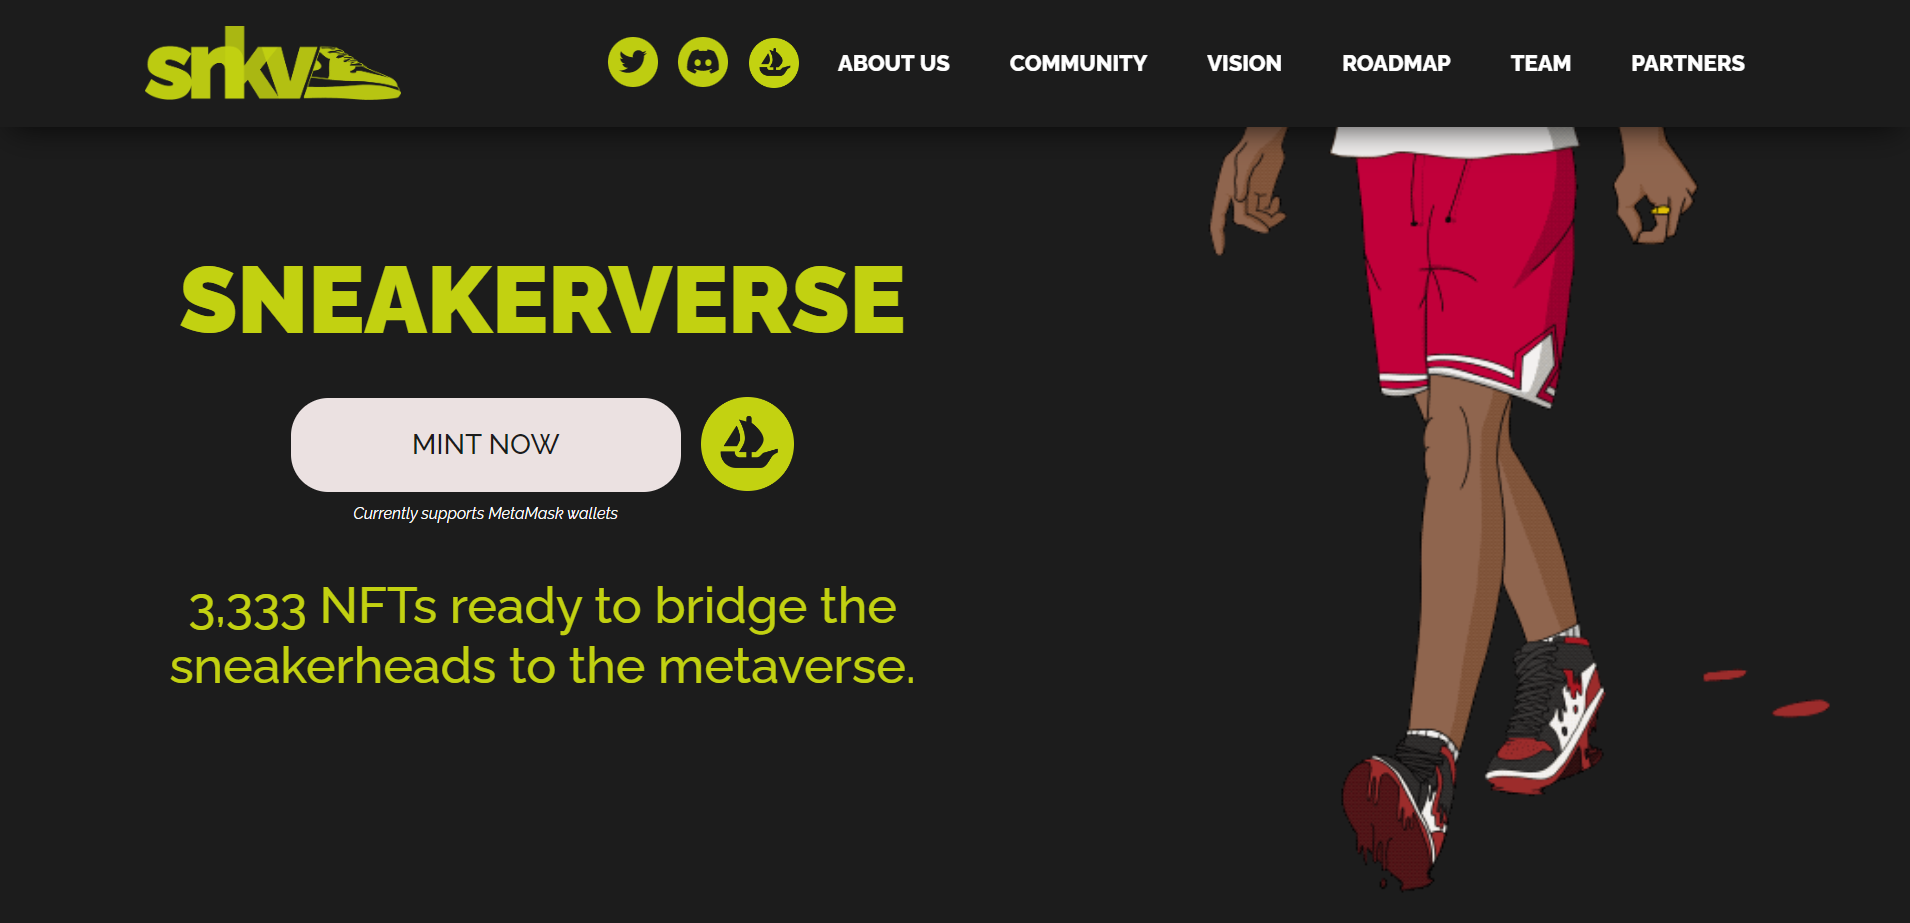 snkv
ABOUT US COMMUNITY VISION ROADMAP TEAM PARTNERS
SNEAKERVERSE
MINT NOW
Currently supports MetaMask wallets
3,333 NFTs ready to bridge the
sneakerheads to the metaverse.